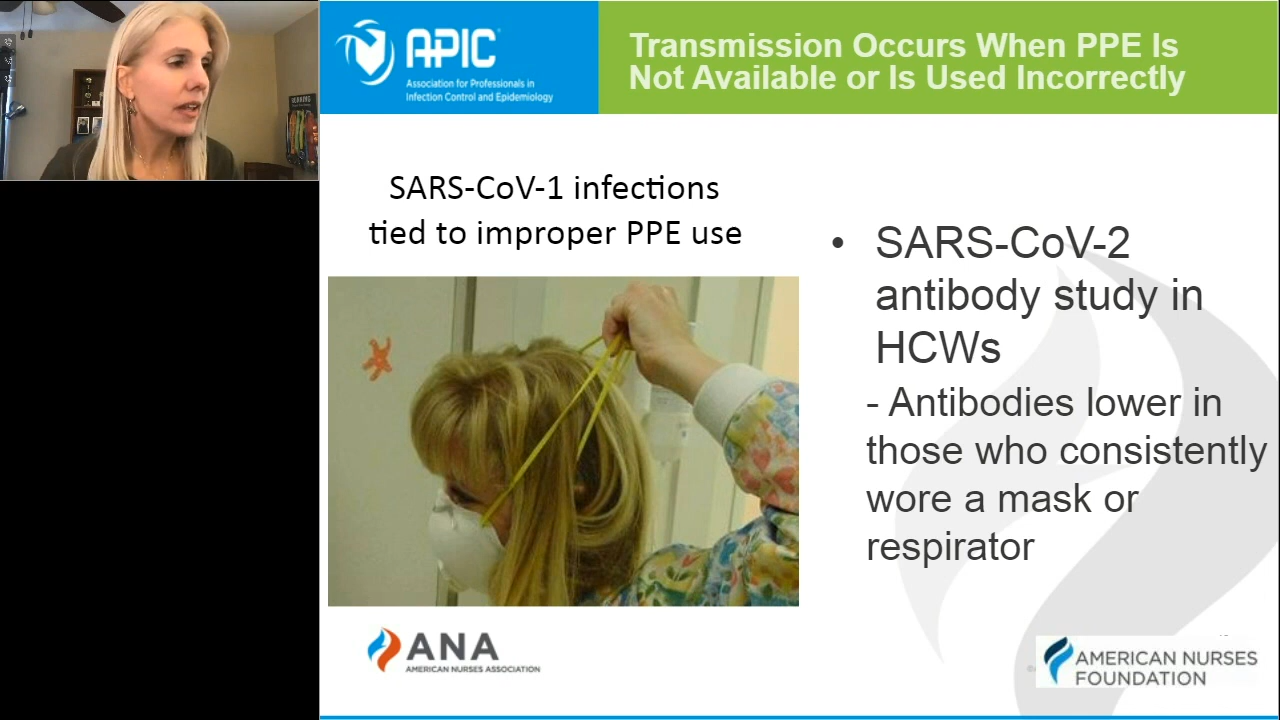 APIC
Association for Professionals in
Infection Control and Epidemiology
Transmission Occurs When PPE Is
Not Available or Is Used Incorrectly
SARS-CoV-1 infections
tied to improper PPE use
• SARS-CoV-2
antibody study in
HCWs
- Antibodies lower in
those who consistently
wore a mask or
respirator
ANA
AMERICAN NURSES ASSOCIATION
AMERICAN NURSES
FOUNDATION